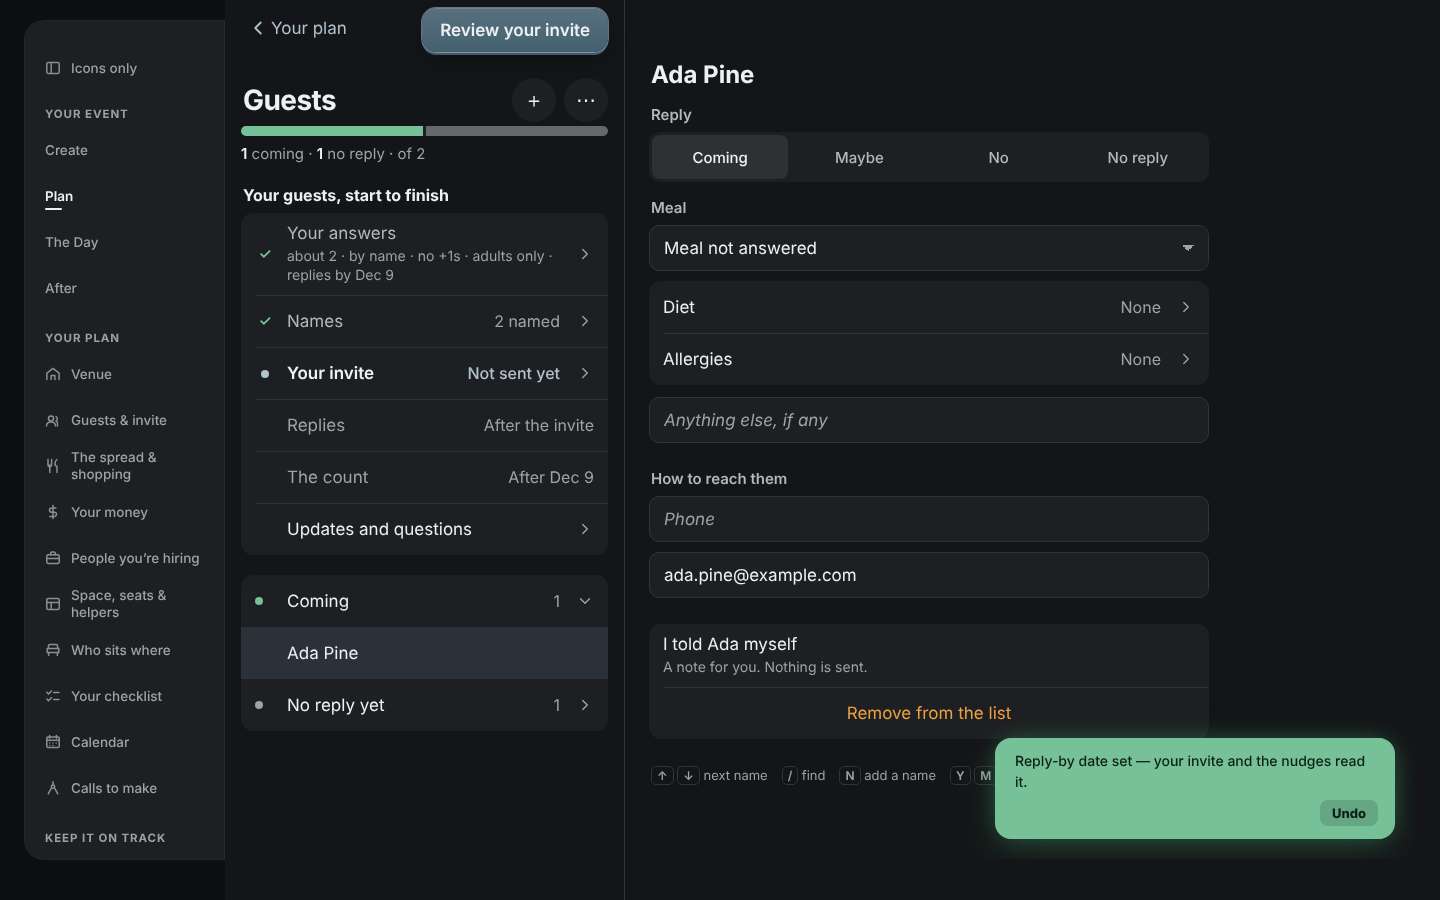 Icons only
YOUR EVENT
Create
Plan
The Day
After
YOUR PLAN
Venue
Guests & invite
The spread &
shopping
Your money
People you’re hiring
Space, seats &
helpers
Who sits where
Your checklist
Calendar
Calls to make
KEEP IT ON TRACK
Your plan
Review your invite
Guests
1 coming · 1 no reply · of 2
Your guests, start to finish
Your answers
about 2 · by name · no +1s · adults only ·
replies by Dec 9
Names 2 named
Your invite Not sent yet
Replies After the invite
The count After Dec 9
Updates and questions
Coming 1
Ada Pine
No reply yet 1
Ada Pine
Reply
Coming Maybe No No reply
Meal
Meal not answered
Diet None
Allergies None
Anything else, if any
How to reach them
Phone
ada.pine@example.com
I told Ada myself
A note for you. Nothing is sent.
Remove from the list
↑ ↓ next name / find N add a name Y M
Reply-by date set — your invite and the nudges read
it.
Undo